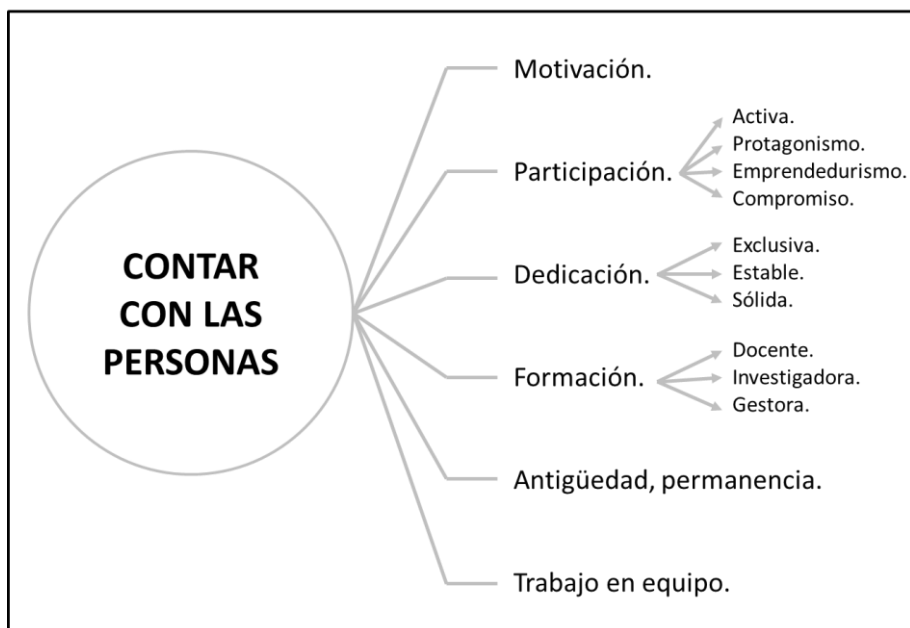 CONTAR
CON LAS
PERSONAS
Motivación.
Participación.
Activa.
Protagonismo.
Emprendedurismo.
Compromiso.
Dedicación.
Exclusiva.
Estable.
Sólida.
Formación.
Docente.
Investigadora.
Gestora.
Antigüedad, permanencia.
Trabajo en equipo.